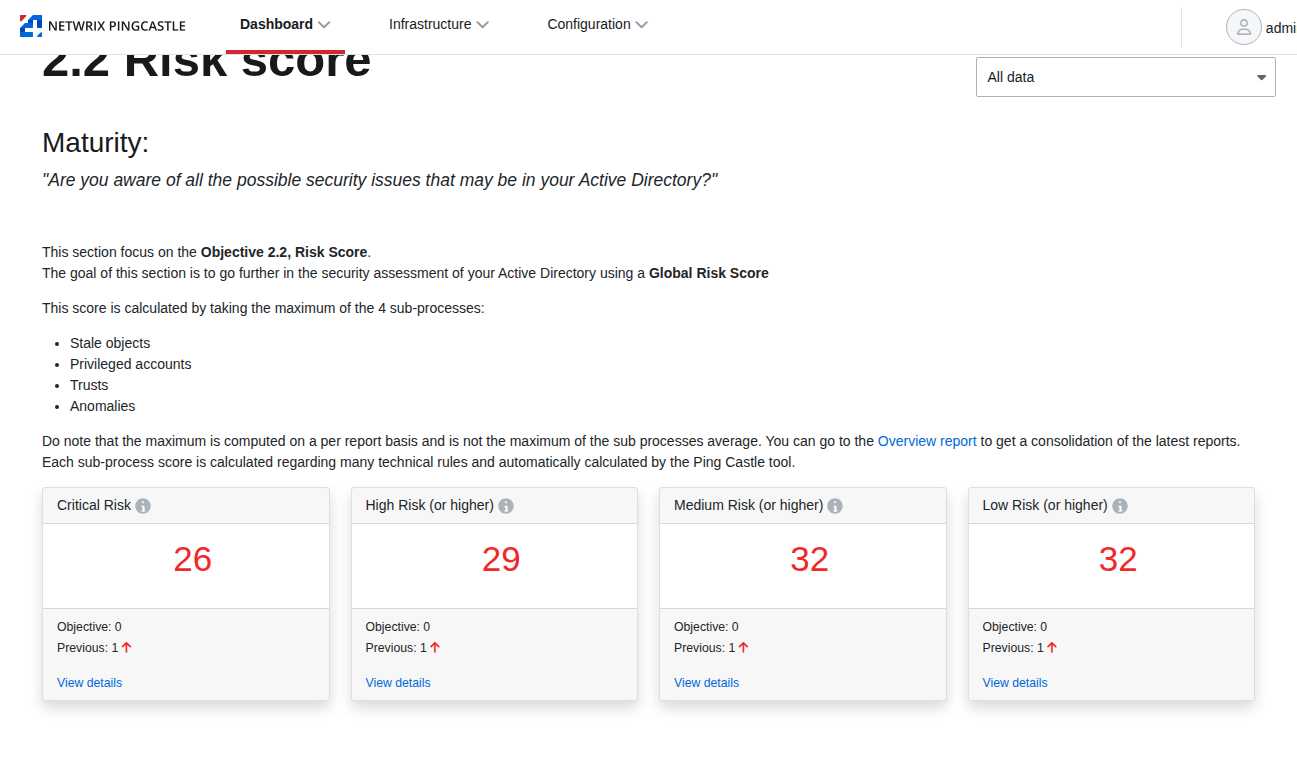 NETWRIX PINGCASTLE
Dashboard
Infrastructure
Configuration
admi
2.2 Risk score
All data
Maturity:
"Are you aware of all the possible security issues that may be in your Active Directory?"
This section focus on the Objective 2.2, Risk Score.
The goal of this section is to go further in the security assessment of your Active Directory using a Global Risk Score
This score is calculated by taking the maximum of the 4 sub-processes:
• Stale objects
• Privileged accounts
• Trusts
• Anomalies
Do note that the maximum is computed on a per report basis and is not the maximum of the sub processes average. You can go to the Overview report to get a consolidation of the latest reports.
Each sub-process score is calculated regarding many technical rules and automatically calculated by the Ping Castle tool.
Critical Risk
26
Objective: 0
Previous: 1
View details
High Risk (or higher)
29
Objective: 0
Previous: 1
View details
Medium Risk (or higher)
32
Objective: 0
Previous: 1
View details
Low Risk (or higher)
32
Objective: 0
Previous: 1
View details